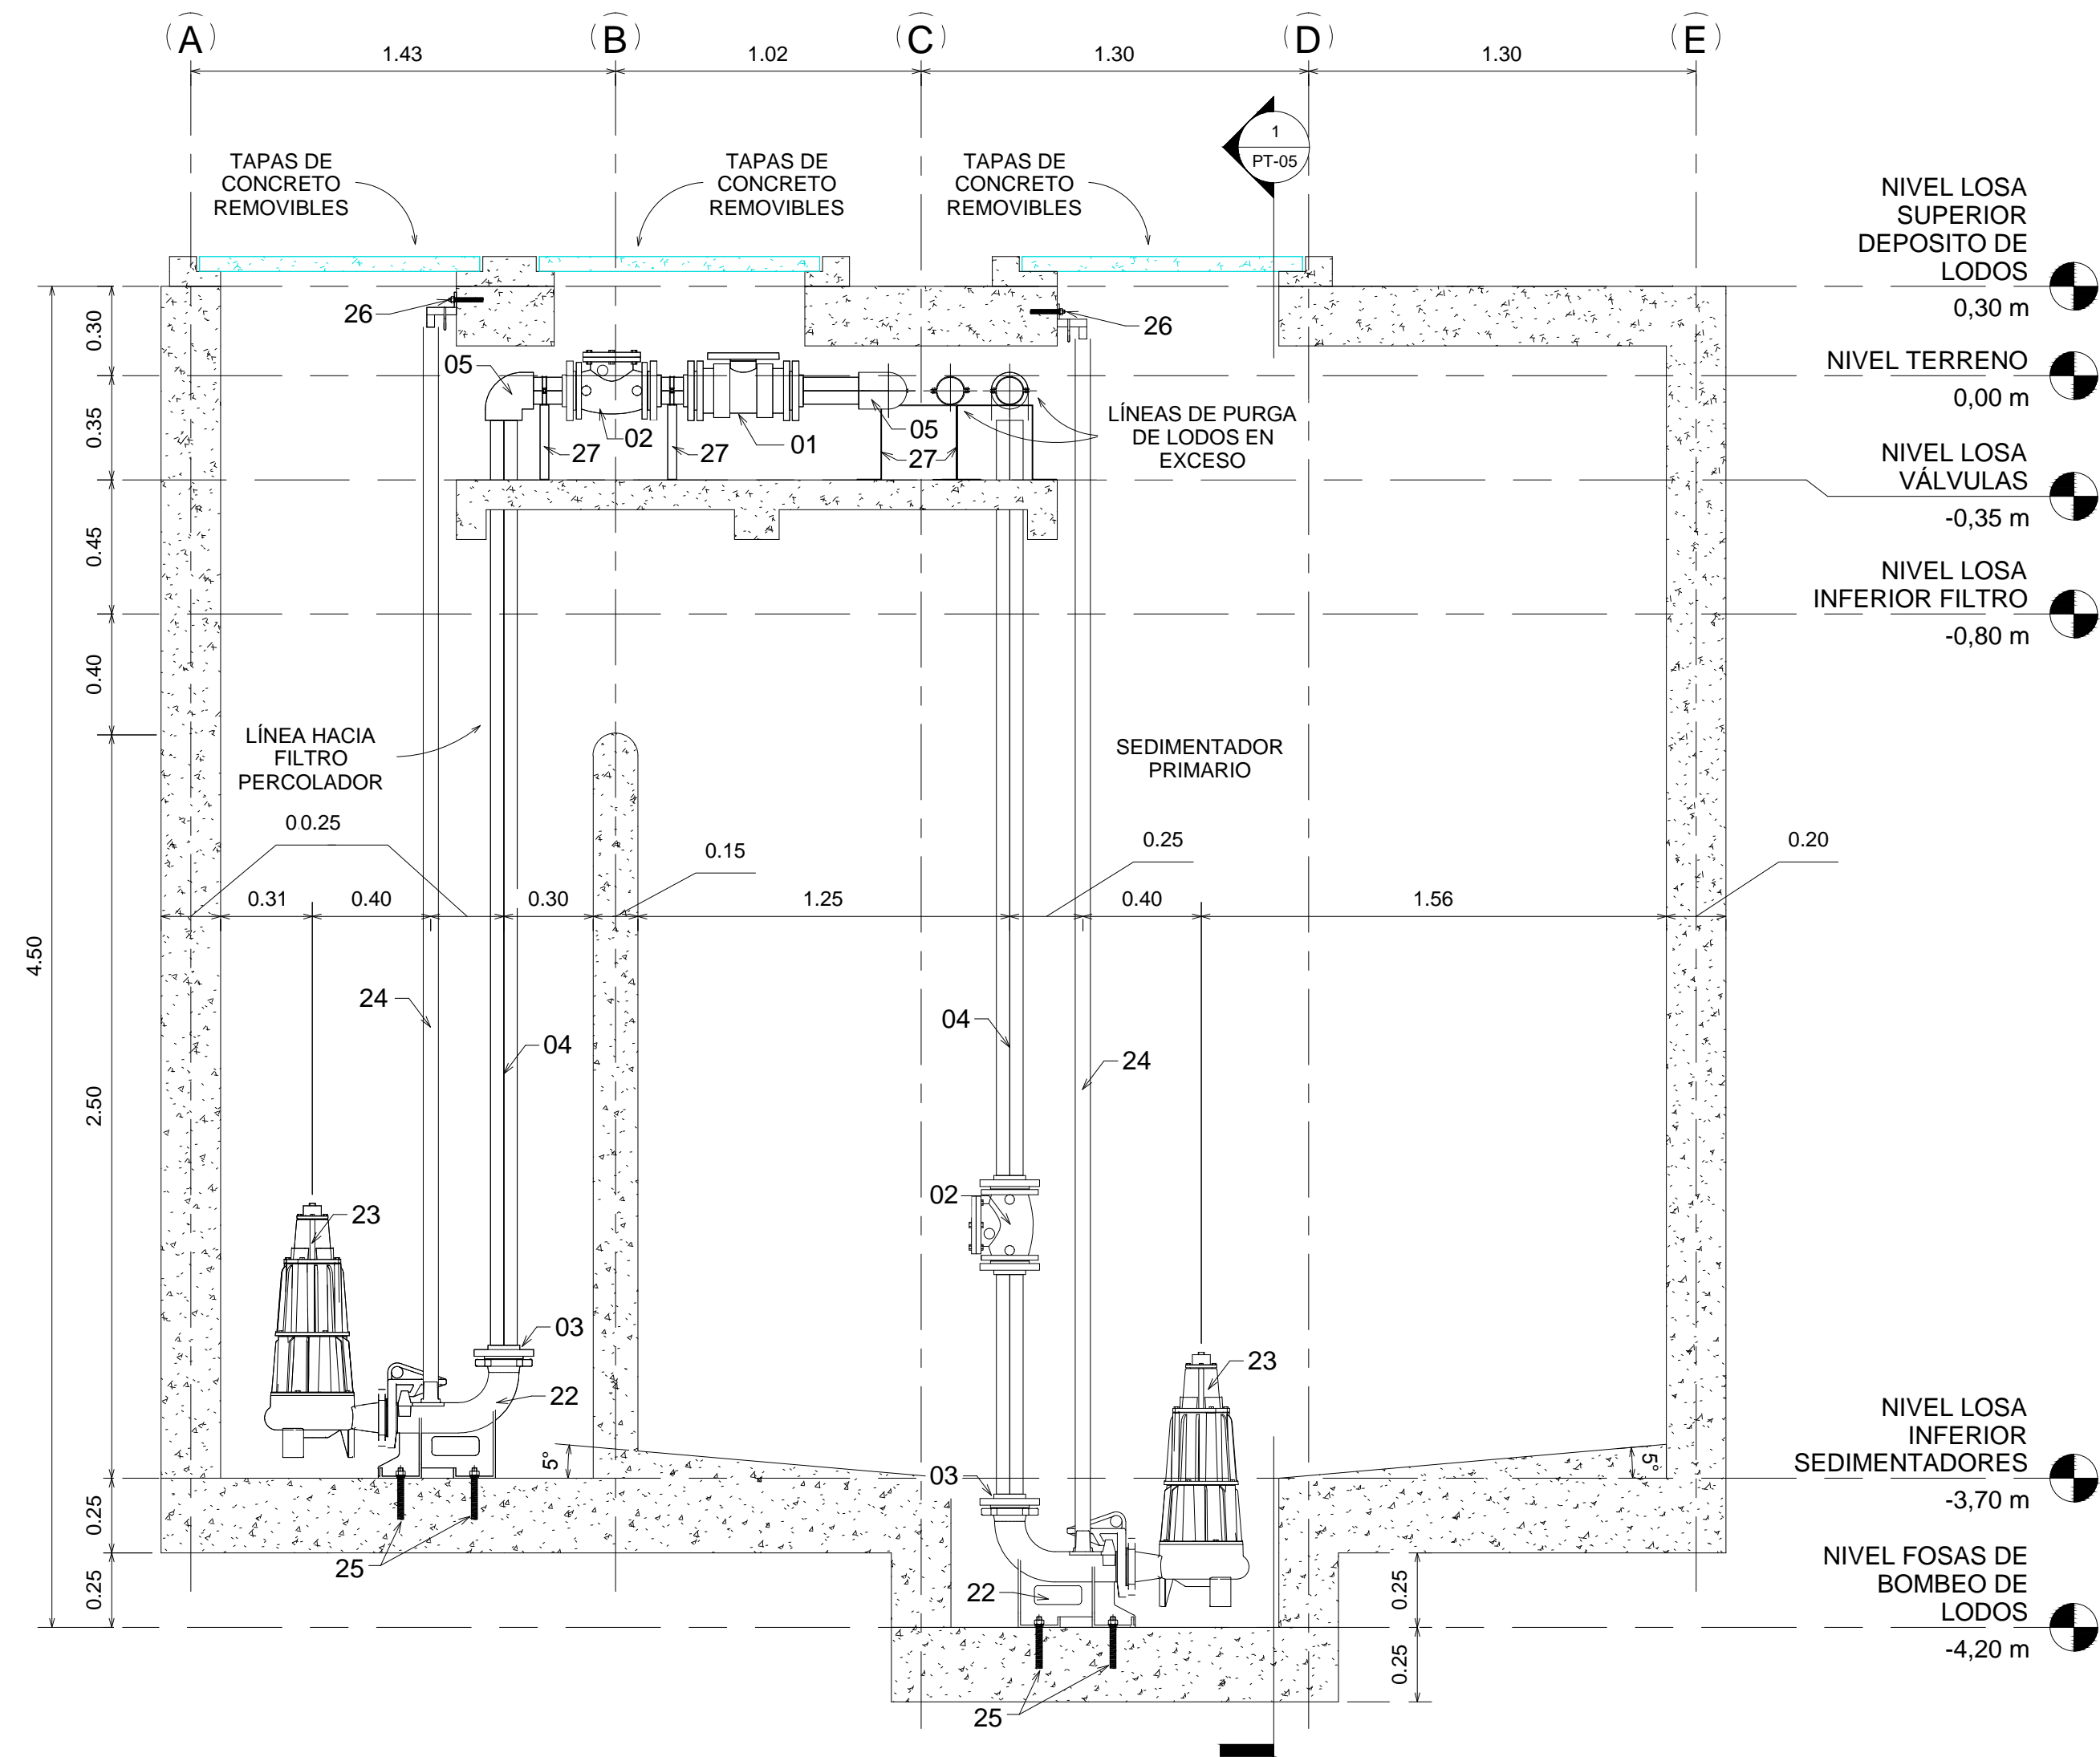 A
B
C
D
E
1.43
1.02
1.30
1.30
1
PT-05
TAPAS DE
CONCRETO
REMOVIBLES
TAPAS DE
CONCRETO
REMOVIBLES
TAPAS DE
CONCRETO
REMOVIBLES
NIVEL LOSA
SUPERIOR
DEPOSITO DE
LODOS
0,30 m
NIVEL TERRENO
0,00 m
NIVEL LOSA
VÁLVULAS
-0,35 m
NIVEL LOSA
INFERIOR FILTRO
-0,80 m
26
26
05
02
01
05
27
27
27
LÍNEAS DE PURGA
DE LODOS EN
EXCESO
0.30
0.35
0.45
0.40
2.50
0.25
0.25
4.50
LÍNEA HACIA
FILTRO
PERCOLADOR
SEDIMENTADOR
PRIMARIO
0.25
0.15
0.25
0.20
0.31
0.40
0.30
1.25
0.40
1.56
24
04
04
24
02
23
03
22
23
5°
03
5°
25
22
25
0.25
0.25
NIVEL LOSA
INFERIOR
SEDIMENTADORES
-3,70 m
NIVEL FOSAS DE
BOMBEO DE
LODOS
-4,20 m